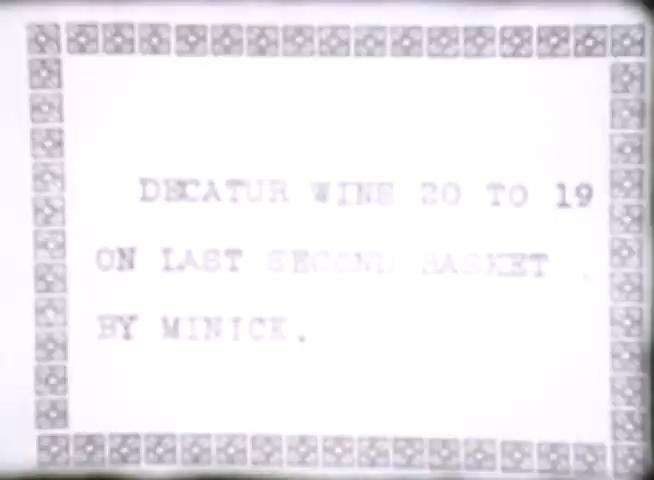 DECATUR WINS 20 TO 19
ON LAST SECOND BASKET
BY MINICK.